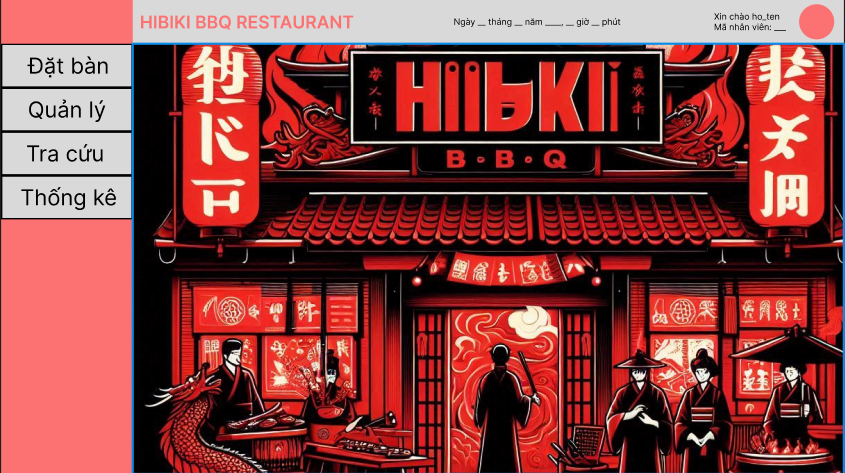 HIBIKI BBQ RESTAURANT
Ngày __ tháng __ năm ____, __ giờ __ phút
Xin chào ho_ten
Mã nhân viên: ___
Đặt bàn
Quản lý
Tra cứu
Thống kê
HiibKIi
B·B·Q